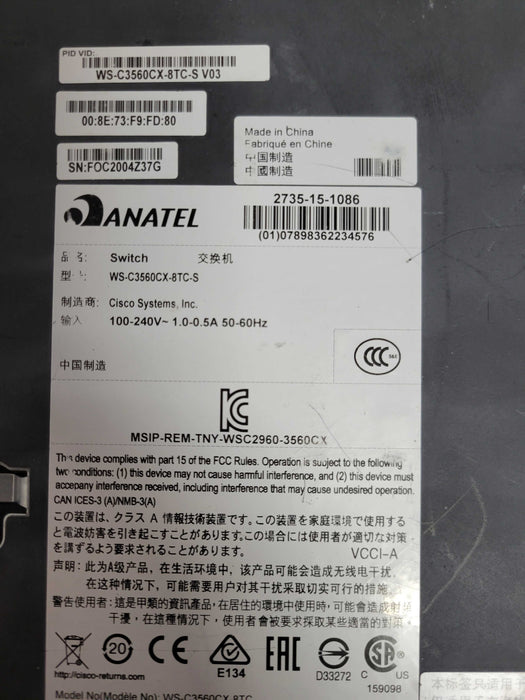 PID VID:
WS-C3560CX-8TC-S V03
00:8E:73:F9:FD:80
SN:FOC2004Z37G
Made in China
Fabriqué en Chine
中国制造
中國製造
ANATEL
2735-15-1086
(01)07898362234576
品 名: Switch 交换机
型 号: WS-C3560CX-8TC-S
制造商: Cisco Systems, Inc.
输入 100-240V~ 1.0-0.5A 50-60Hz
中国制造
CCC S&E
MSIP-REM-TNY-WSC2960-3560CX
This device complies with part 15 of the FCC Rules. Operation is subject to the following
two conditions: (1) this device may not cause harmful interference, and (2) this device must
accepany interference received, including interference that may cause undesired operation.
CAN ICES-3 (A)/NMB-3(A)
この装置は、クラス A 情報技術装置です。この装置を家庭環境で使用する
と電波妨害を引き起こすことがあります。この場合には使用者が適切な対策
を講ずるよう要求されることがあります。 VCCI-A
声明：此为A级产品，在生活环境中，该产品可能会造成无线电干扰。
在这种情况下，可能需要用户对其干扰采取切实可行的措施。
警告使用者：這是甲類的資訊產品，在居住的環境中使用時，可能會造成射頻
干擾，在這種情況下，使用者會被要求採取某些適當的對策
20 CE E134 EAC D33272 C SA US
http://cisco-returns.com 159098
Model No(Modèle No): WS-C3560CX-8TC
本标签具适用于